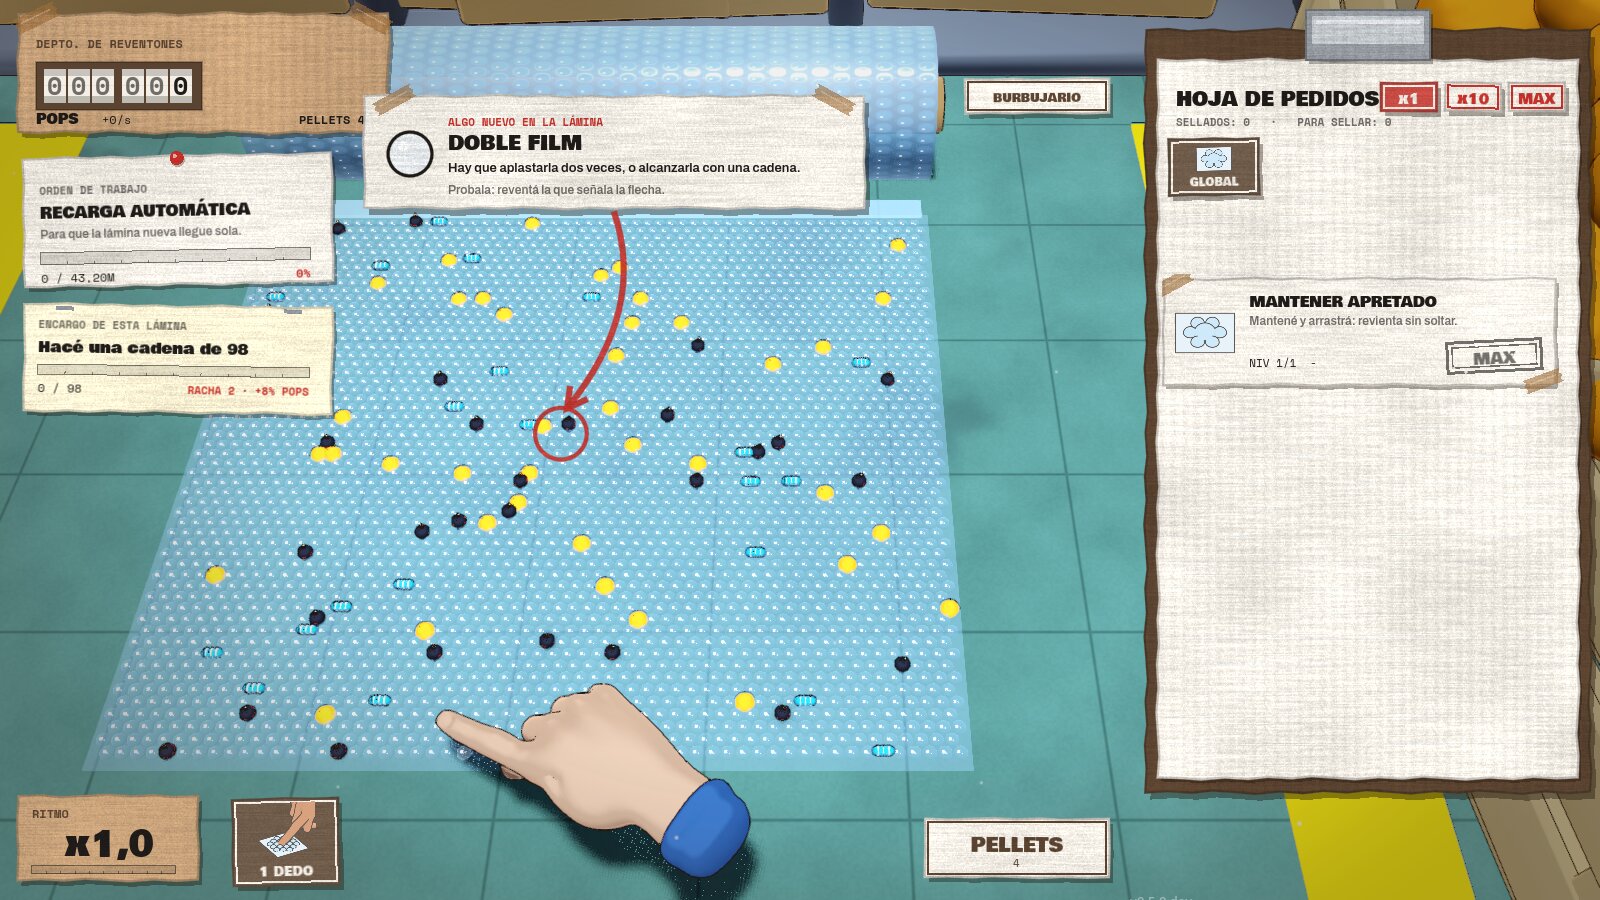 DEPTO. DE REVENTONES
000 000
POPS +0/s PELLETS 4
ORDEN DE TRABAJO
RECARGA AUTOMÁTICA
Para que la lámina nueva llegue sola.
0 / 43.20M 0%
ENCARGO DE ESTA LÁMINA
Hacé una cadena de 98
0 / 98 RACHA 2 · +8% POPS
ALGO NUEVO EN LA LÁMINA
DOBLE FILM
Hay que aplastarla dos veces, o alcanzarla con una cadena.
Probala: reventá la que señala la flecha.
BURBUJARIO
HOJA DE PEDIDOS x1 x10 MAX
SELLADOS: 0 · PARA SELLAR: 0
GLOBAL
MANTENER APRETADO
Mantené y arrastrá: revienta sin soltar.
NIV 1/1 - MAX
RITMO
x1,0
1 DEDO
PELLETS
4